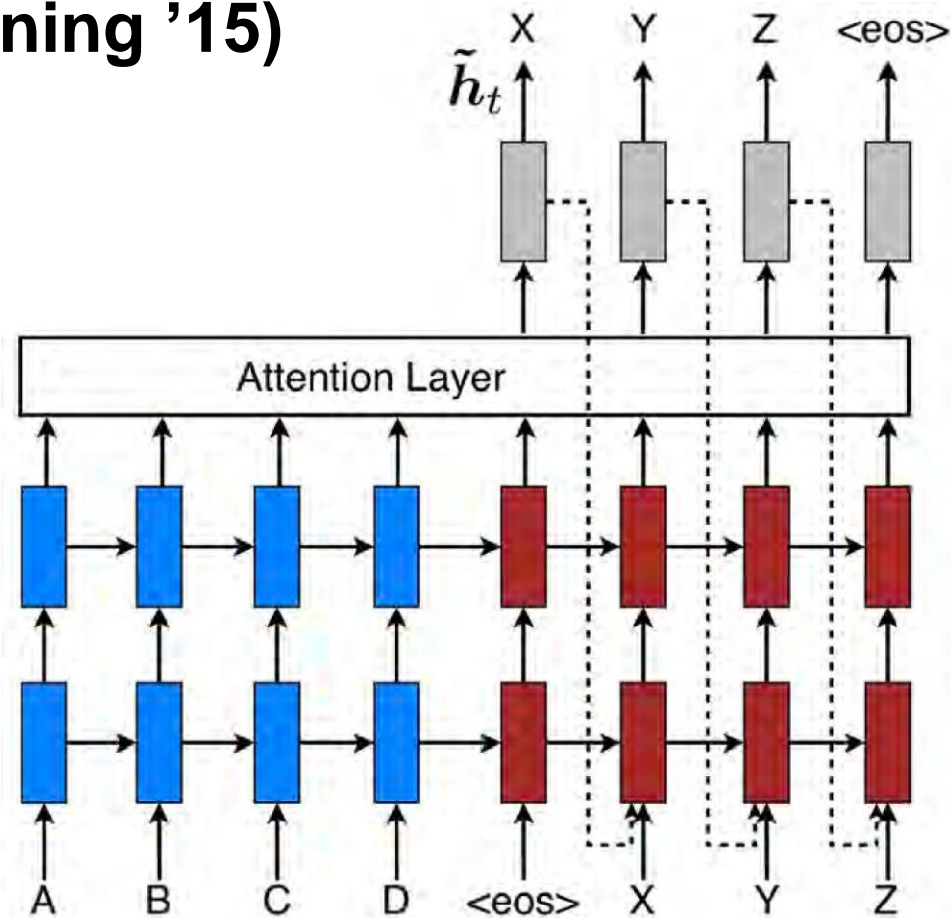 ning ’15)
X Y Z <eos>
h̃t
Attention Layer
A B C D <eos> X Y Z